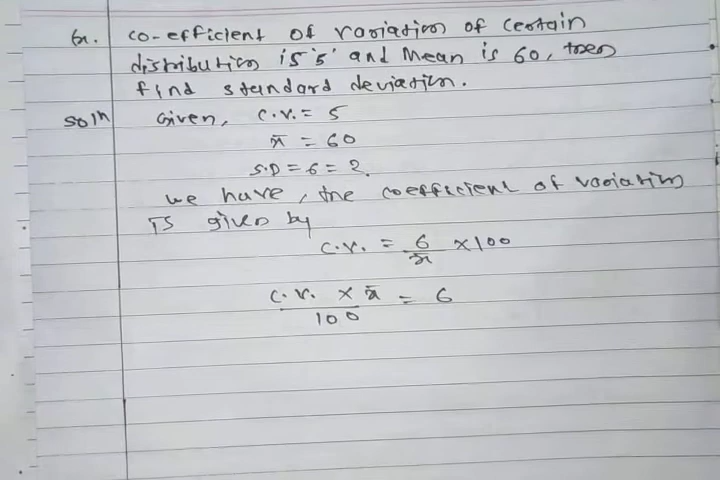 Ex. co-efficient of variation of certain
distribution is '5' and Mean is 60, then
find standard deviation.
Soln Given, C.V. = 5
x̄ = 60
S.D = σ = ?
we have, the coefficient of variation
is given by
C.V. = σ/x̄ × 100
C.V. × x̄ / 100 = σ